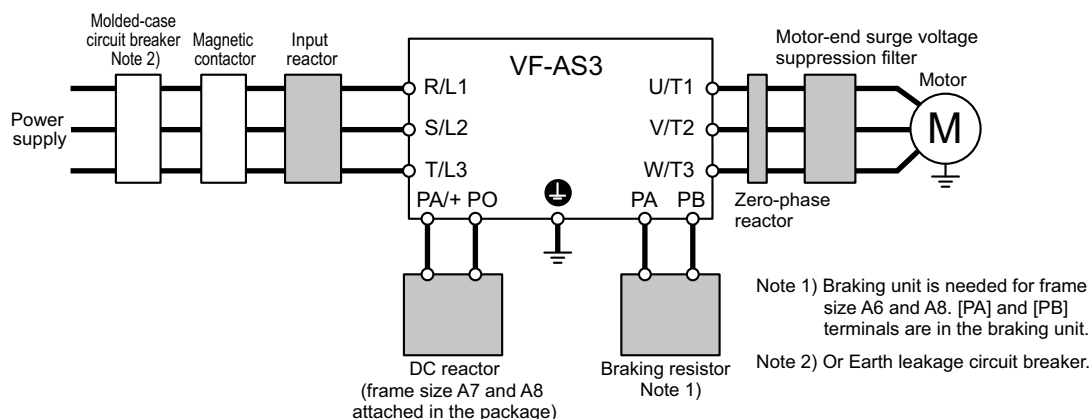 Molded-case
circuit breaker
Note 2)
Magnetic
contactor
Input
reactor
VF-AS3
Motor-end surge voltage
suppression filter
Motor
Power
supply
R/L1
S/L2
T/L3
U/T1
V/T2
W/T3
M
PA/+ PO
PA PB
Zero-phase
reactor
DC reactor
(frame size A7 and A8
attached in the package)
Braking resistor
Note 1)
Note 1) Braking unit is needed for frame
size A6 and A8. [PA] and [PB]
terminals are in the braking unit.
Note 2) Or Earth leakage circuit breaker.